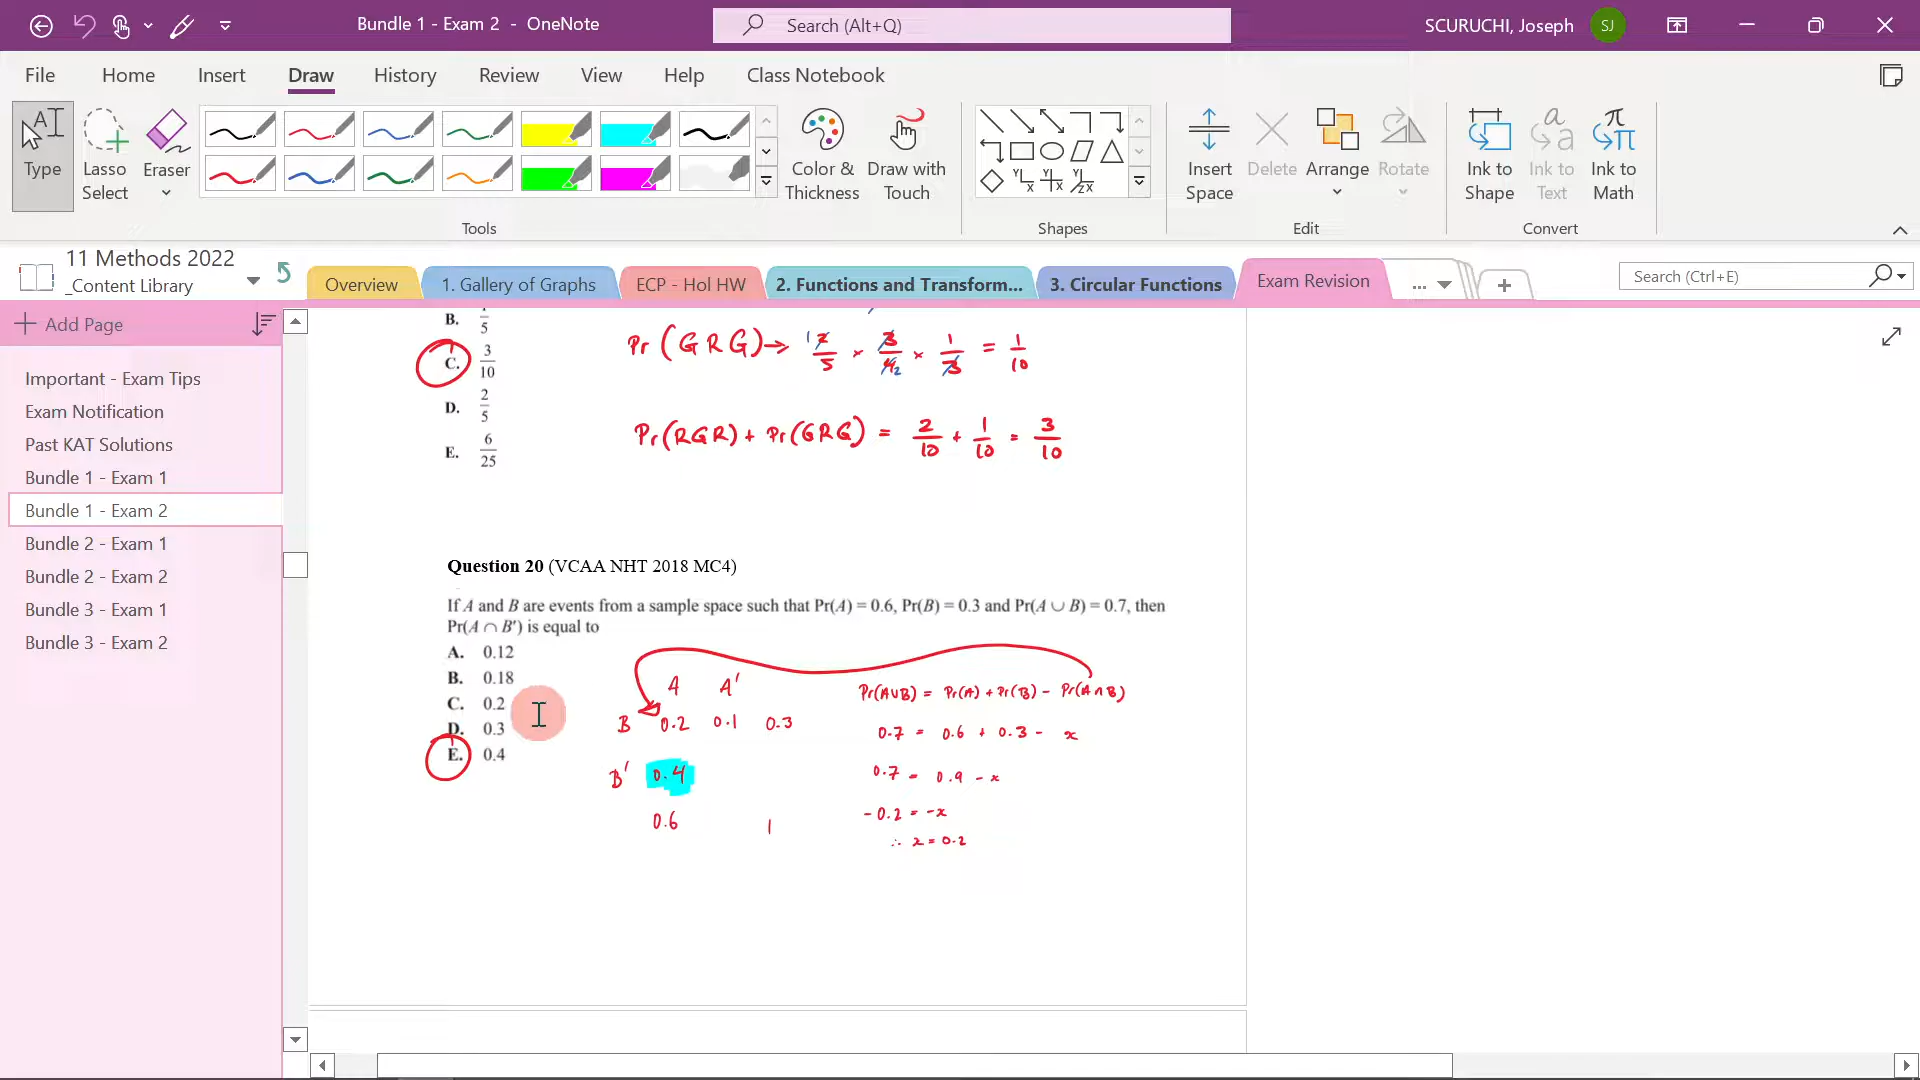 Bundle 1 - Exam 2 - OneNote
Search (Alt+Q)
SCURUCHI, Joseph
SJ
File Home Insert Draw History Review View Help Class Notebook
Type
Lasso Select
Eraser
Color & Thickness
Draw with Touch
Insert Space
Delete
Arrange
Rotate
Ink to Shape
Ink to Text
Ink to Math
Tools
Shapes
Edit
Convert
11 Methods 2022
_Content Library
Overview
1. Gallery of Graphs
ECP - Hol HW
2. Functions and Transform...
3. Circular Functions
Exam Revision
...
Search (Ctrl+E)
Add Page
Important - Exam Tips
Exam Notification
Past KAT Solutions
Bundle 1 - Exam 1
Bundle 1 - Exam 2
Bundle 2 - Exam 1
Bundle 2 - Exam 2
Bundle 3 - Exam 1
Bundle 3 - Exam 2
B. 1/5
C. 3/10
D. 2/5
E. 6/25
Pr(GRG) → 2/5 × 3/4 × 1/3 = 1/10
Pr(RGR) + Pr(GRG) = 2/10 + 1/10 = 3/10
Question 20 (VCAA NHT 2018 MC4)
If A and B are events from a sample space such that Pr(A) = 0.6, Pr(B) = 0.3 and Pr(A ∪ B) = 0.7, then
Pr(A ∩ B′) is equal to
A. 0.12
B. 0.18
C. 0.2
D. 0.3
E. 0.4
A A'
B 0.2 0.1 0.3
B' 0.4
0.6 1
Pr(A∪B) = Pr(A) + Pr(B) - Pr(A∩B)
0.7 = 0.6 + 0.3 - x
0.7 = 0.9 - x
-0.2 = -x
∴ x = 0.2